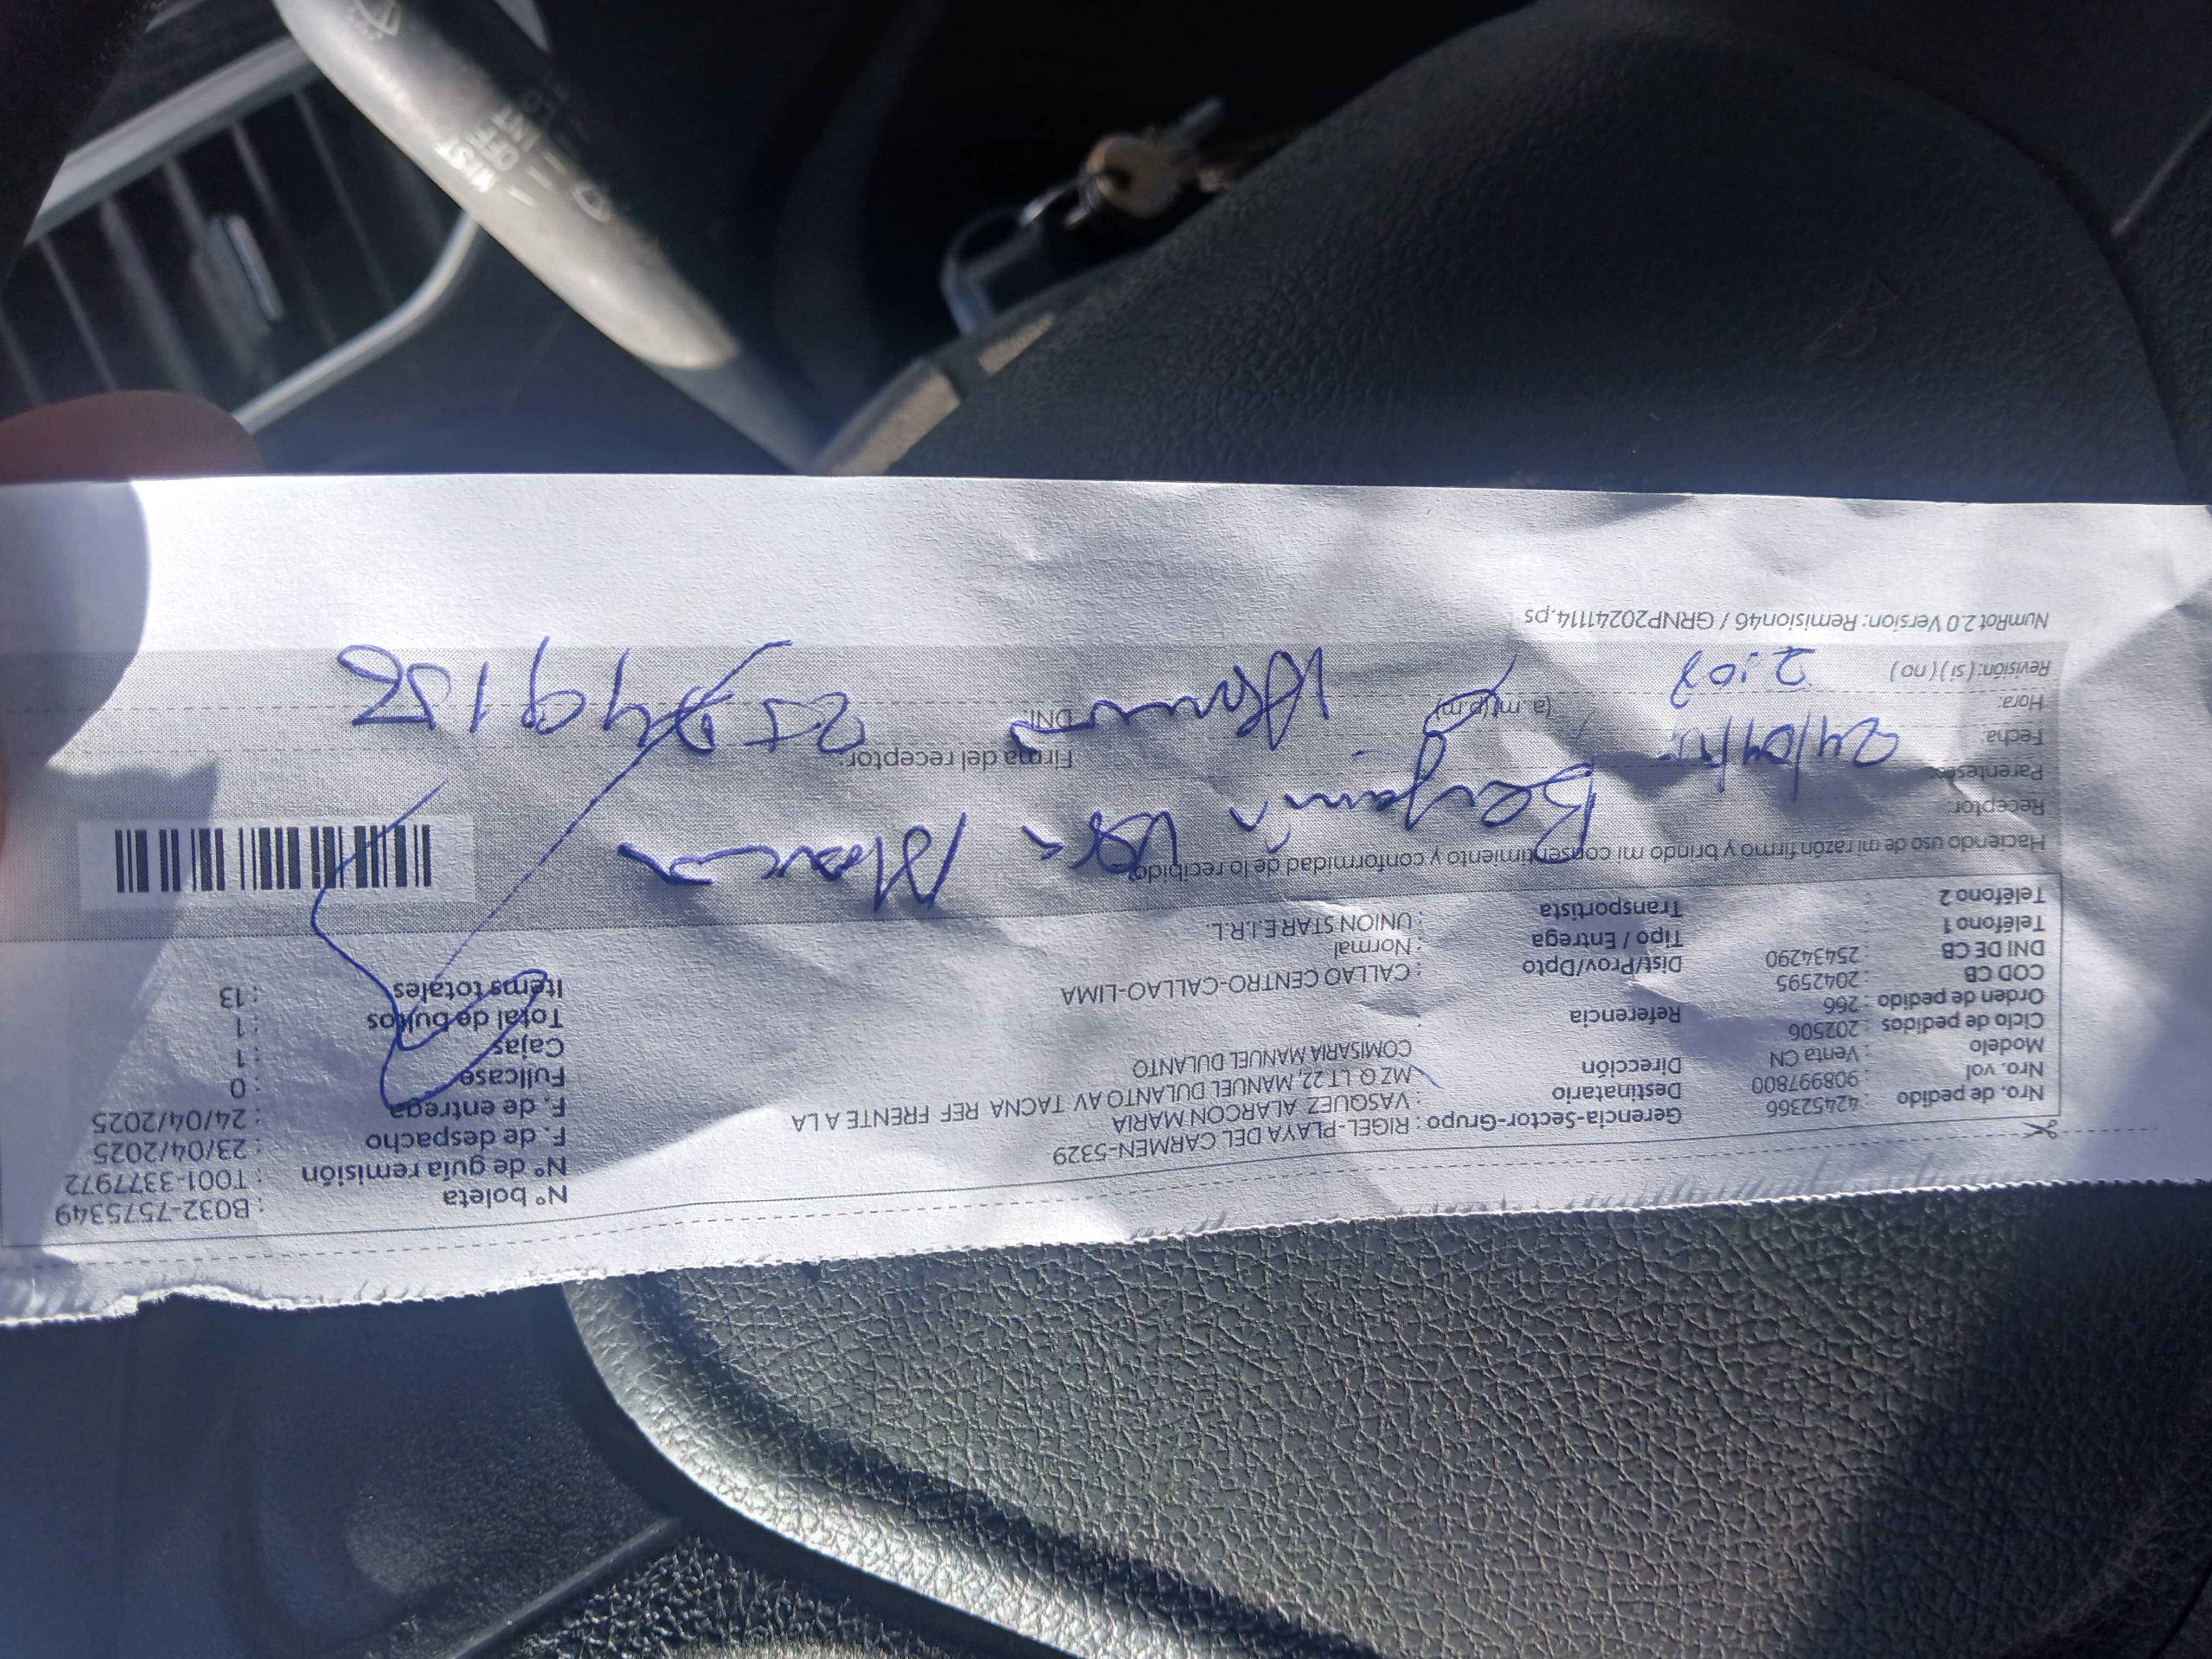 Nro. de pedido : 42452366
Nro. vol : 908997800
Modelo : Venta CN
Ciclo de pedidos : 202506
Orden de pedido : 266
COD CB : 2042595
DNI DE CB : 25434290
Teléfono 1 :
Teléfono 2 :
Gerencia-Sector-Grupo : RIGEL-PLAYA DEL CARMEN-5329
Destinatario : VASQUEZ ALARCON MARIA
Dirección : MZ Q LT 22, MANUEL DULANTO AV TACNA REF FRENTE A LA
COMISARIA MANUEL DULANTO
Referencia :
Dist/Prov/Dpto : CALLAO CENTRO-CALLAO-LIMA
Tipo / Entrega : Normal
Transportista : UNION STAR E.I.R.L.
N° boleta : B032-7575349
N° de guía remisión : T001-3377972
F. de despacho : 23/04/2025
F. de entrega : 24/04/2025
Fullcase : 0
Cajas : 1
Total de bultos : 1
Items totales : 13
Haciendo uso de mi razón firmo y brindo mi consentimiento y conformidad de lo recibido
Receptor: Benjamin
Parentesco:
Fecha: 24/04/25
Hora: 2:08 (a.m)(p.m)
Revisión: ( si ) ( no )
Firma del receptor:
DNI:
NumRot 2.0 Version: Remision46 / GRNP20241114.ps
MIST
OFF
INT
LO